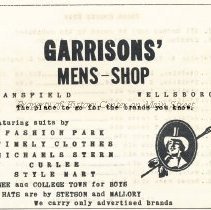 GARRISONS'
MENS-SHOP
ANSFIELD WELLSBORO
The place to go for the brands you know.
aturing suits by
FASHION PARK
TIMELY CLOTHES
MICHAELS STERN
CURLEE
STYLE MART
and COLLEGE TOWN for BOYS
HATS are by STETSON and MALLORY
We carry only advertised brands